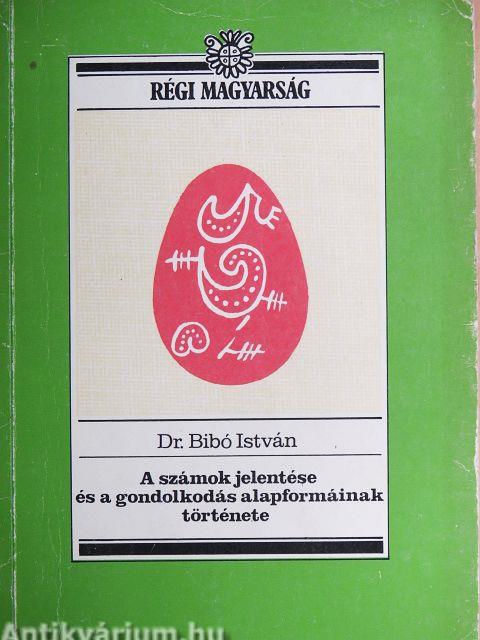 RÉGI MAGYARSÁG
Dr. Bibó István
A számok jelentése
és a gondolkodás alapformáinak
története
Antikvárium.hu